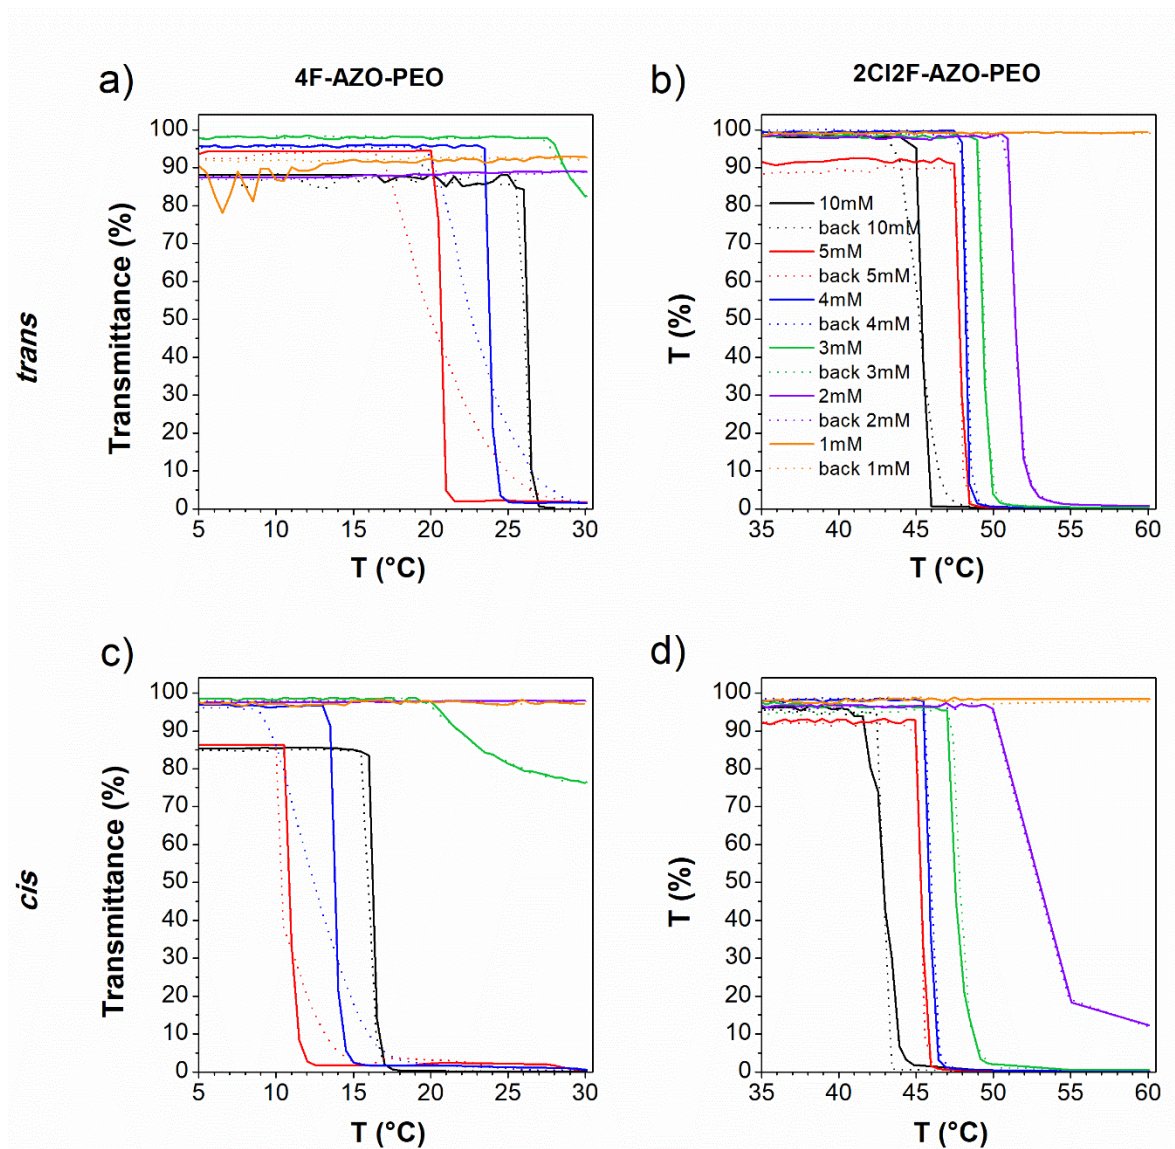 a)
4F-AZO-PEO
b)
2Cl2F-AZO-PEO
trans
Transmittance (%)
100
90
80
70
60
50
40
30
20
10
0
5
10
15
20
25
30
T (°C)
T (%)
100
90
80
70
60
50
40
30
20
10
0
10mM
back 10mM
5mM
back 5mM
4mM
back 4mM
3mM
back 3mM
2mM
back 2mM
1mM
back 1mM
35
40
45
50
55
60
T (°C)
c)
d)
cis
Transmittance (%)
100
90
80
70
60
50
40
30
20
10
0
5
10
15
20
25
30
T (°C)
T (%)
100
90
80
70
60
50
40
30
20
10
0
35
40
45
50
55
60
T (°C)